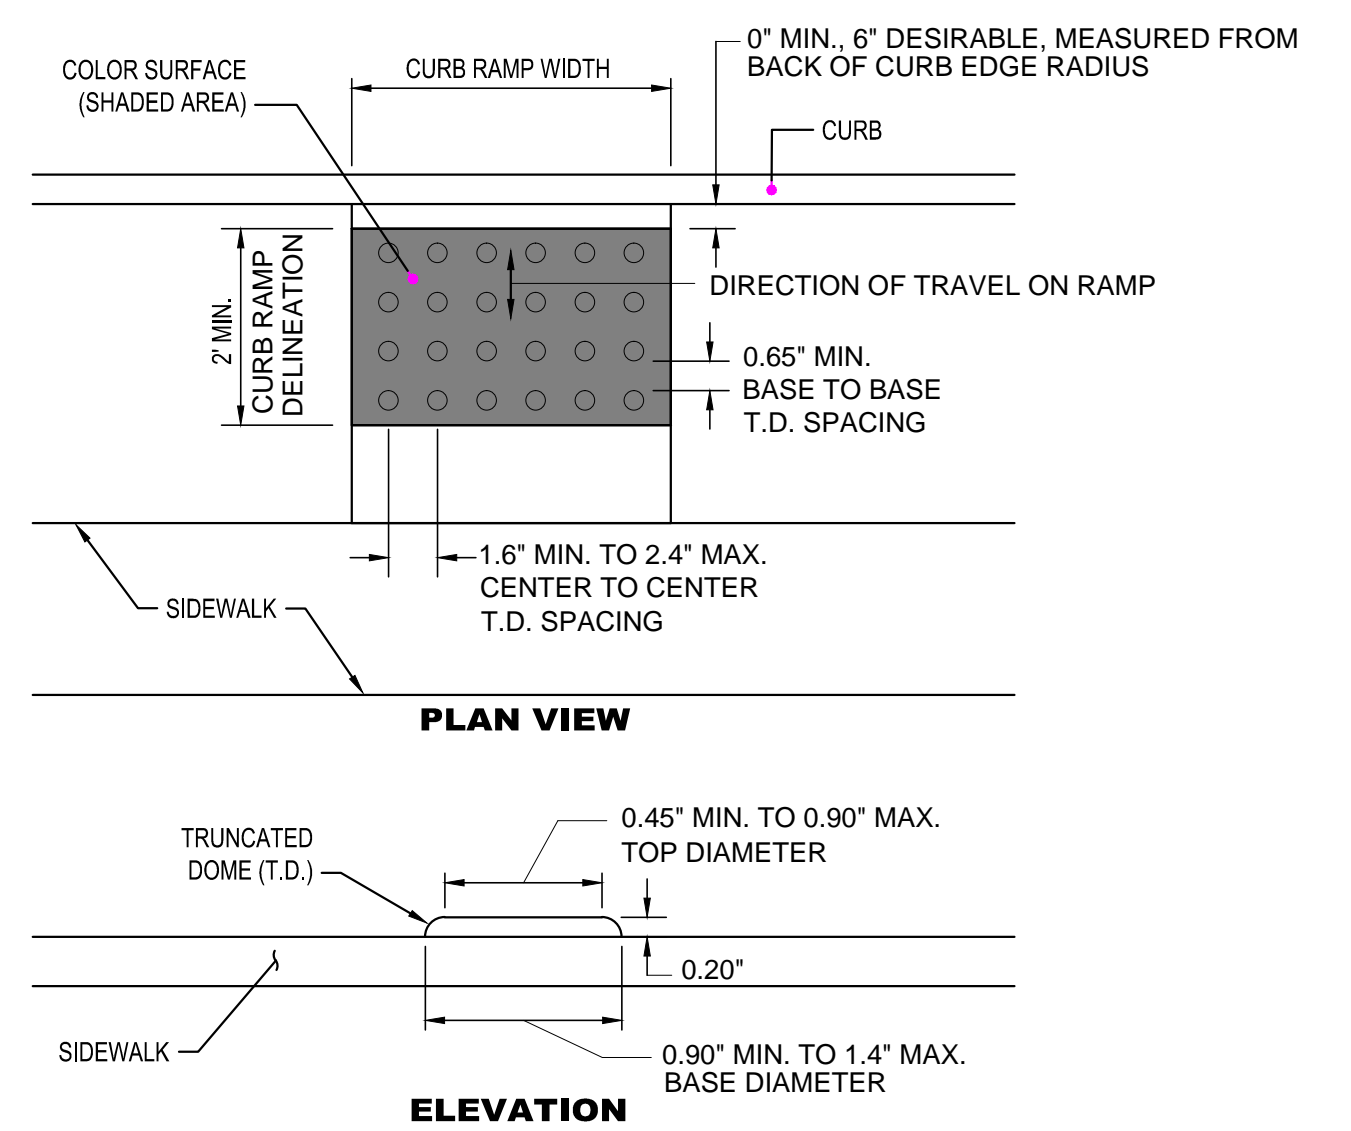 0" MIN., 6" DESIRABLE, MEASURED FROM
BACK OF CURB EDGE RADIUS
COLOR SURFACE
(SHADED AREA)
CURB RAMP WIDTH
CURB
2' MIN.
CURB RAMP
DELINEATION
DIRECTION OF TRAVEL ON RAMP
0.65" MIN.
BASE TO BASE
T.D. SPACING
1.6" MIN. TO 2.4" MAX.
CENTER TO CENTER
T.D. SPACING
SIDEWALK
PLAN VIEW
0.45" MIN. TO 0.90" MAX.
TOP DIAMETER
TRUNCATED
DOME (T.D.)
0.20"
SIDEWALK
0.90" MIN. TO 1.4" MAX.
BASE DIAMETER
ELEVATION